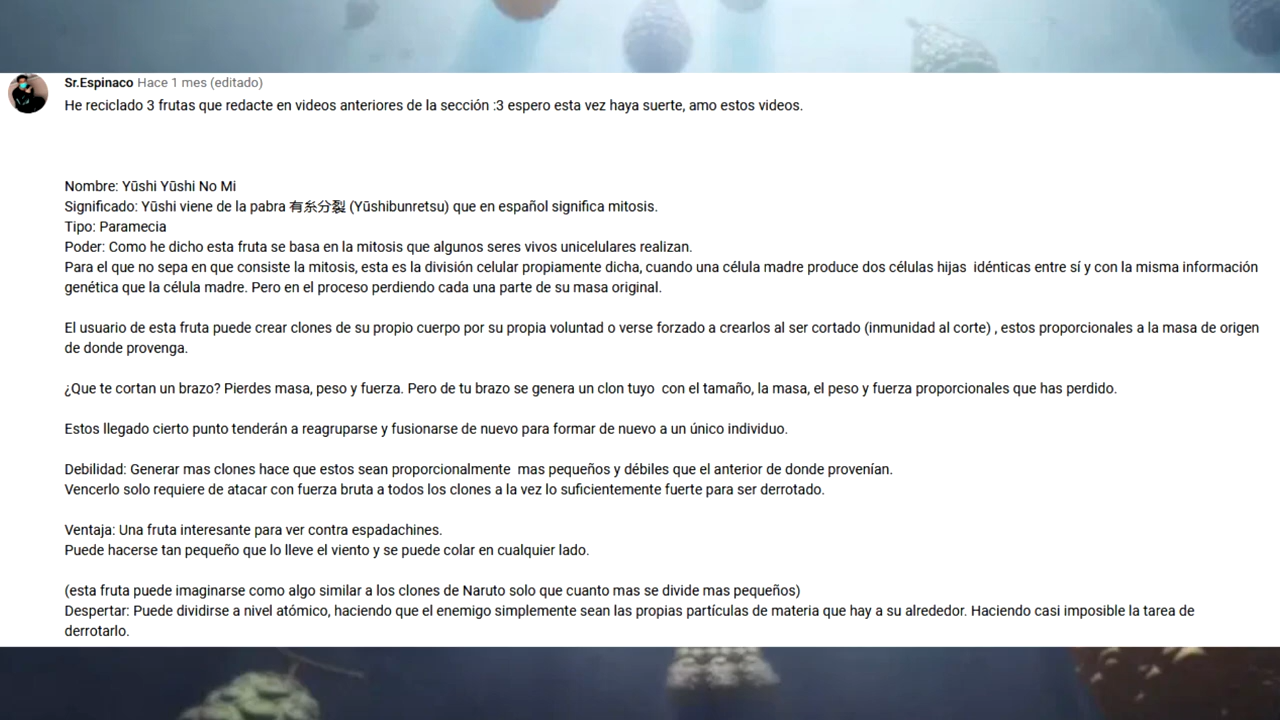 Sr.Espinaco Hace 1 mes (editado)
He reciclado 3 frutas que redacte en videos anteriores de la sección :3 espero esta vez haya suerte, amo estos videos.
Nombre: Yūshi Yūshi No Mi
Significado: Yūshi viene de la pabra 有糸分裂 (Yūshibunretsu) que en español significa mitosis.
Tipo: Paramecia
Poder: Como he dicho esta fruta se basa en la mitosis que algunos seres vivos unicelulares realizan.
Para el que no sepa en que consiste la mitosis, esta es la división celular propiamente dicha, cuando una célula madre produce dos células hijas  idénticas entre sí y con la misma información
genética que la célula madre. Pero en el proceso perdiendo cada una parte de su masa original.
El usuario de esta fruta puede crear clones de su propio cuerpo por su propia voluntad o verse forzado a crearlos al ser cortado (inmunidad al corte) , estos proporcionales a la masa de origen
de donde provenga.
¿Que te cortan un brazo? Pierdes masa, peso y fuerza. Pero de tu brazo se genera un clon tuyo  con el tamaño, la masa, el peso y fuerza proporcionales que has perdido.
Estos llegado cierto punto tenderán a reagruparse y fusionarse de nuevo para formar de nuevo a un único individuo.
Debilidad: Generar mas clones hace que estos sean proporcionalmente  mas pequeños y débiles que el anterior de donde provenían.
Vencerlo solo requiere de atacar con fuerza bruta a todos los clones a la vez lo suficientemente fuerte para ser derrotado.
Ventaja: Una fruta interesante para ver contra espadachines.
Puede hacerse tan pequeño que lo lleve el viento y se puede colar en cualquier lado.
(esta fruta puede imaginarse como algo similar a los clones de Naruto solo que cuanto mas se divide mas pequeños)
Despertar: Puede dividirse a nivel atómico, haciendo que el enemigo simplemente sean las propias partículas de materia que hay a su alrededor. Haciendo casi imposible la tarea de
derrotarlo.